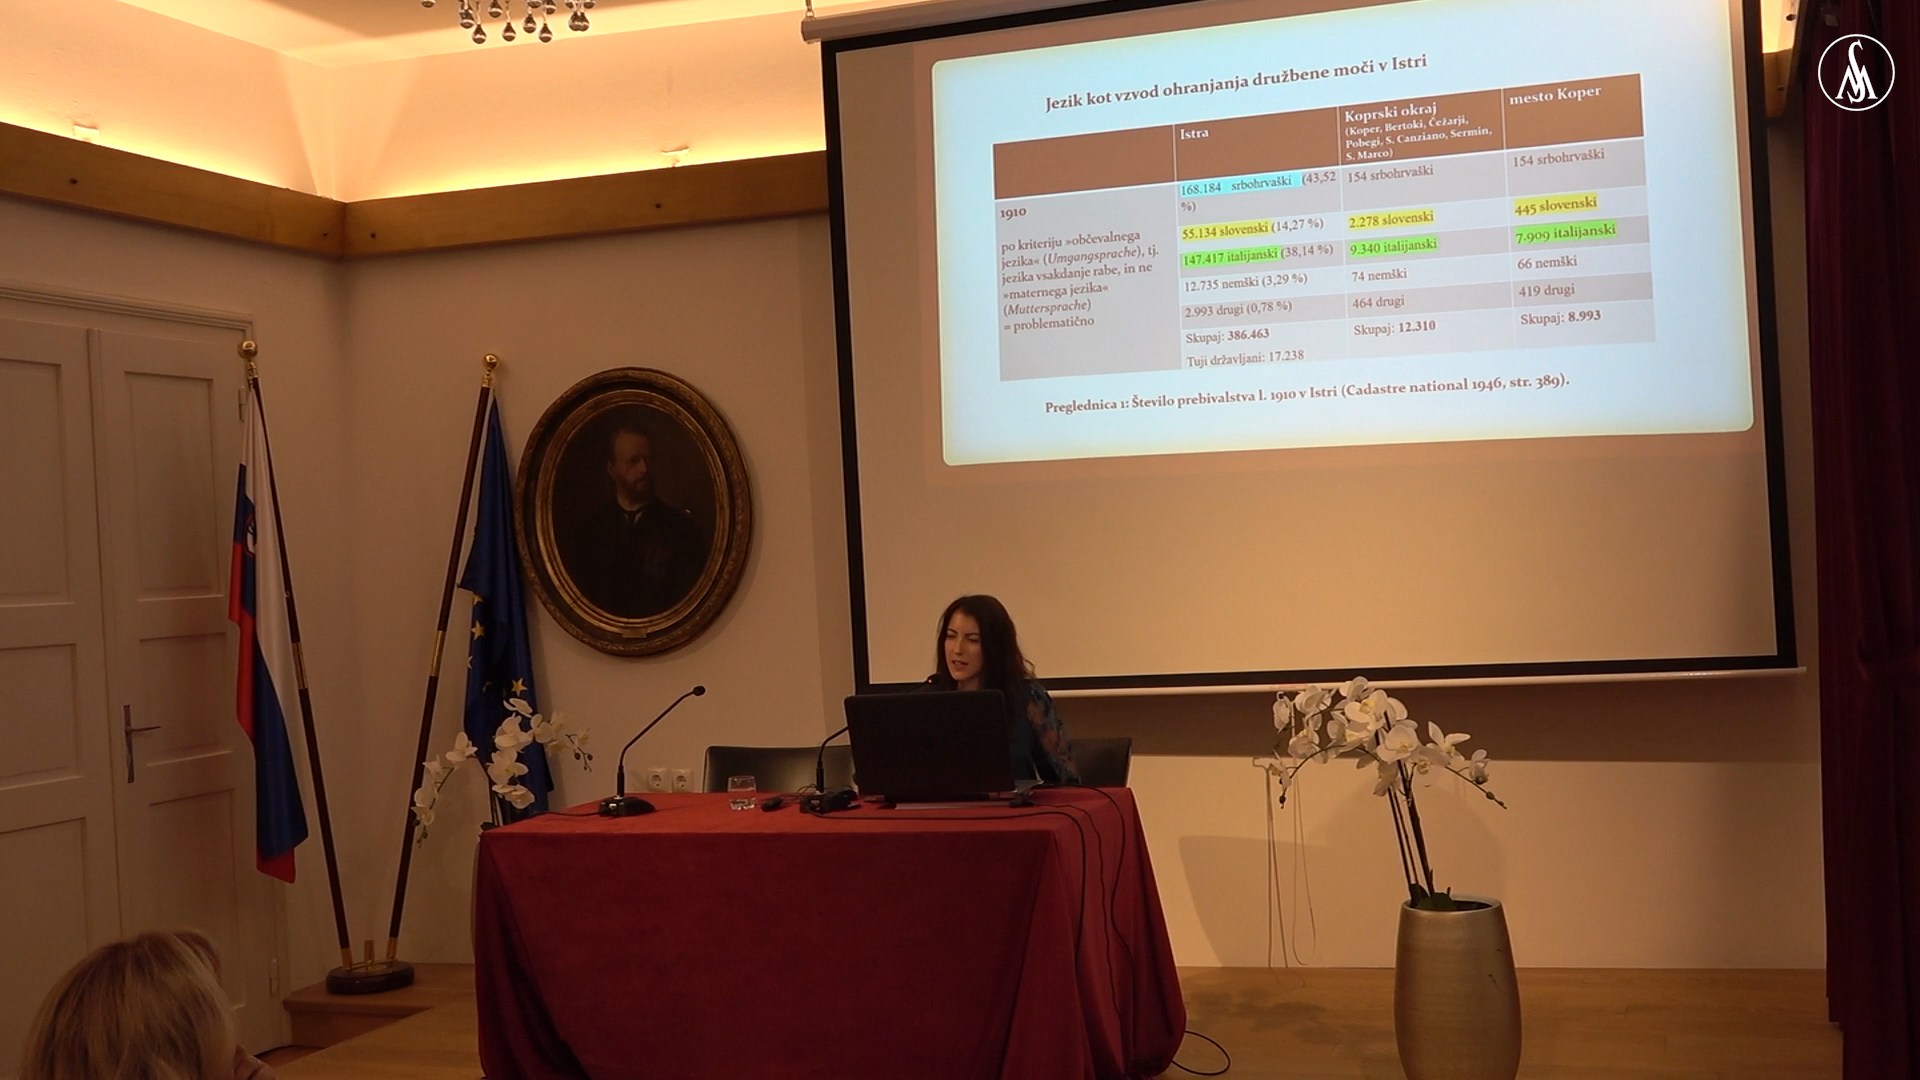 Jezik kot vzvod ohranjanja družbene moči v Istri
Istra
Koprski okraj
(Koper, Bertoki, Čežarji,
Pobegi, S. Canziano, Sermin,
S. Marco)
mesto Koper
1910
po kriteriju »občevalnega
jezika« (Umgangsprache), tj.
jezika vsakdanje rabe, in ne
»maternega jezika«
(Muttersprache)
= problematično
168.184 srbohrvaški (43,52
%)
55.134 slovenski (14,27 %)
147.417 italijanski (38,14 %)
12.735 nemški (3,29 %)
2.993 drugi (0,78 %)
Skupaj: 386.463
Tuji državljani: 17.238
154 srbohrvaški
2.278 slovenski
9.340 italijanski
74 nemški
464 drugi
Skupaj: 12.310
154 srbohrvaški
445 slovenski
7.909 italijanski
66 nemški
419 drugi
Skupaj: 8.993
Preglednica 1: Število prebivalstva l. 1910 v Istri (Cadastre national 1946, str. 389).